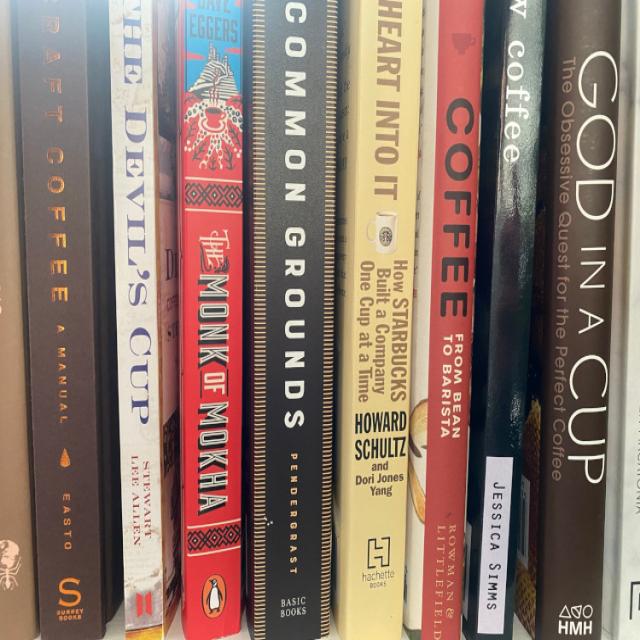 CRAFT COFFEE A MANUAL
EASTO
SURREY
BOOKS
THE DEVIL'S CUP
STEWART
LEE ALLEN
DAVE
EGGERS
THE MONK OF MOKHA
COMMON GROUNDS
PENDERGRAST
BASIC
BOOKS
HEART INTO IT
How STARBUCKS
Built a Company
One Cup at a Time
HOWARD
SCHULTZ
and
Dori Jones
Yang
H
hachette
BOOKS
COFFEE
FROM BEAN
TO BARISTA
ROWMAN &
LITTLEFIELD
coffee
JESSICA SIMMS
GOD IN A CUP
The Obsessive Quest for the Perfect Coffee
HMH